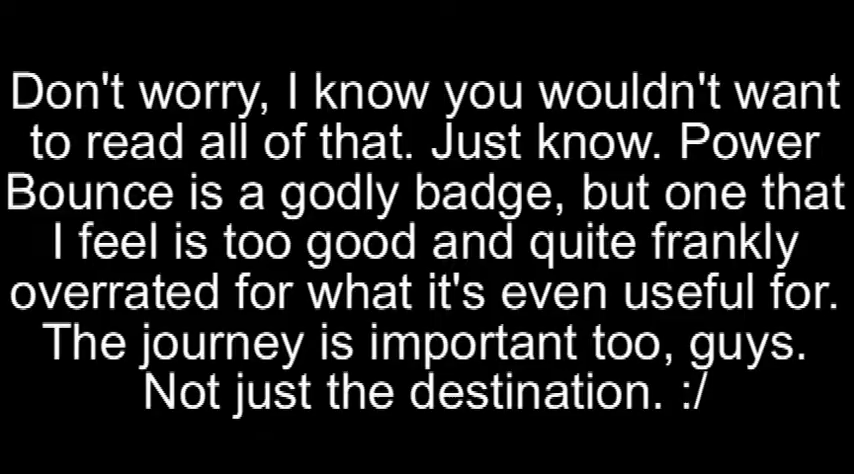 Don't worry, I know you wouldn't want
to read all of that. Just know. Power
Bounce is a godly badge, but one that
I feel is too good and quite frankly
overrated for what it's even useful for.
The journey is important too, guys.
Not just the destination. :/